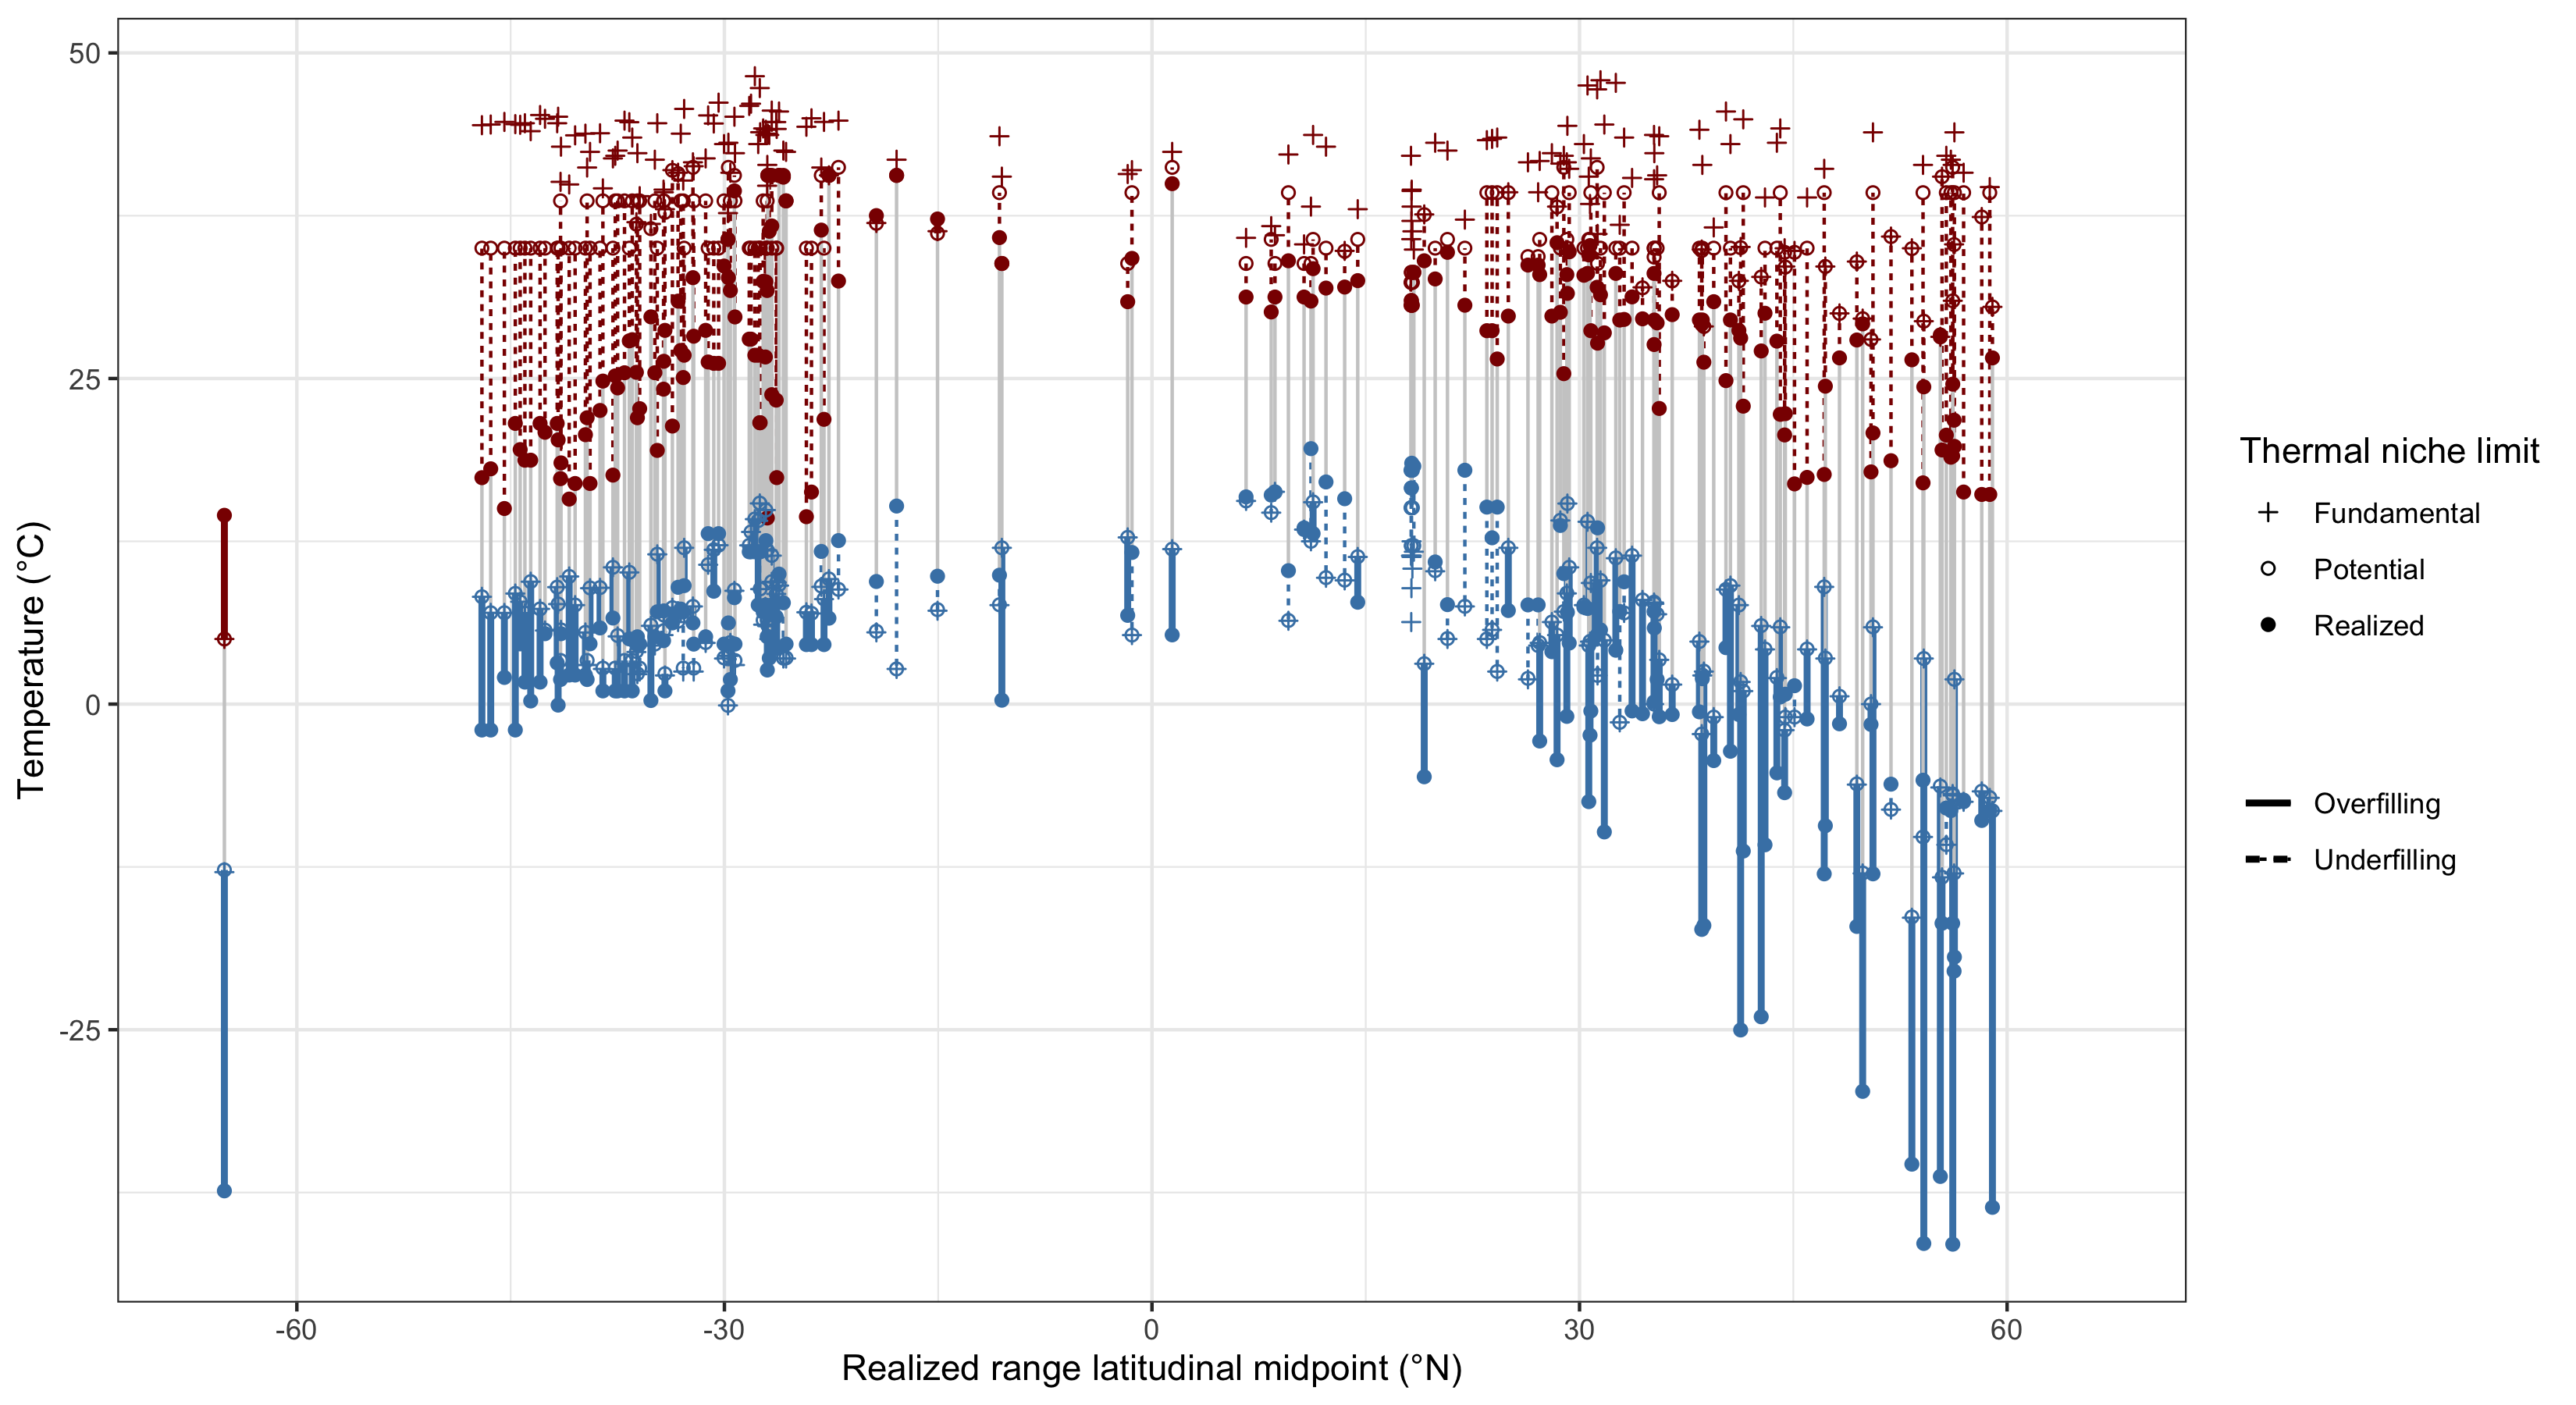 50
25
0
-25
-60
-30
0
30
60
Temperature (°C)
Realized range latitudinal midpoint (°N)
Thermal niche limit
Fundamental
Potential
Realized
Overfilling
Underfilling